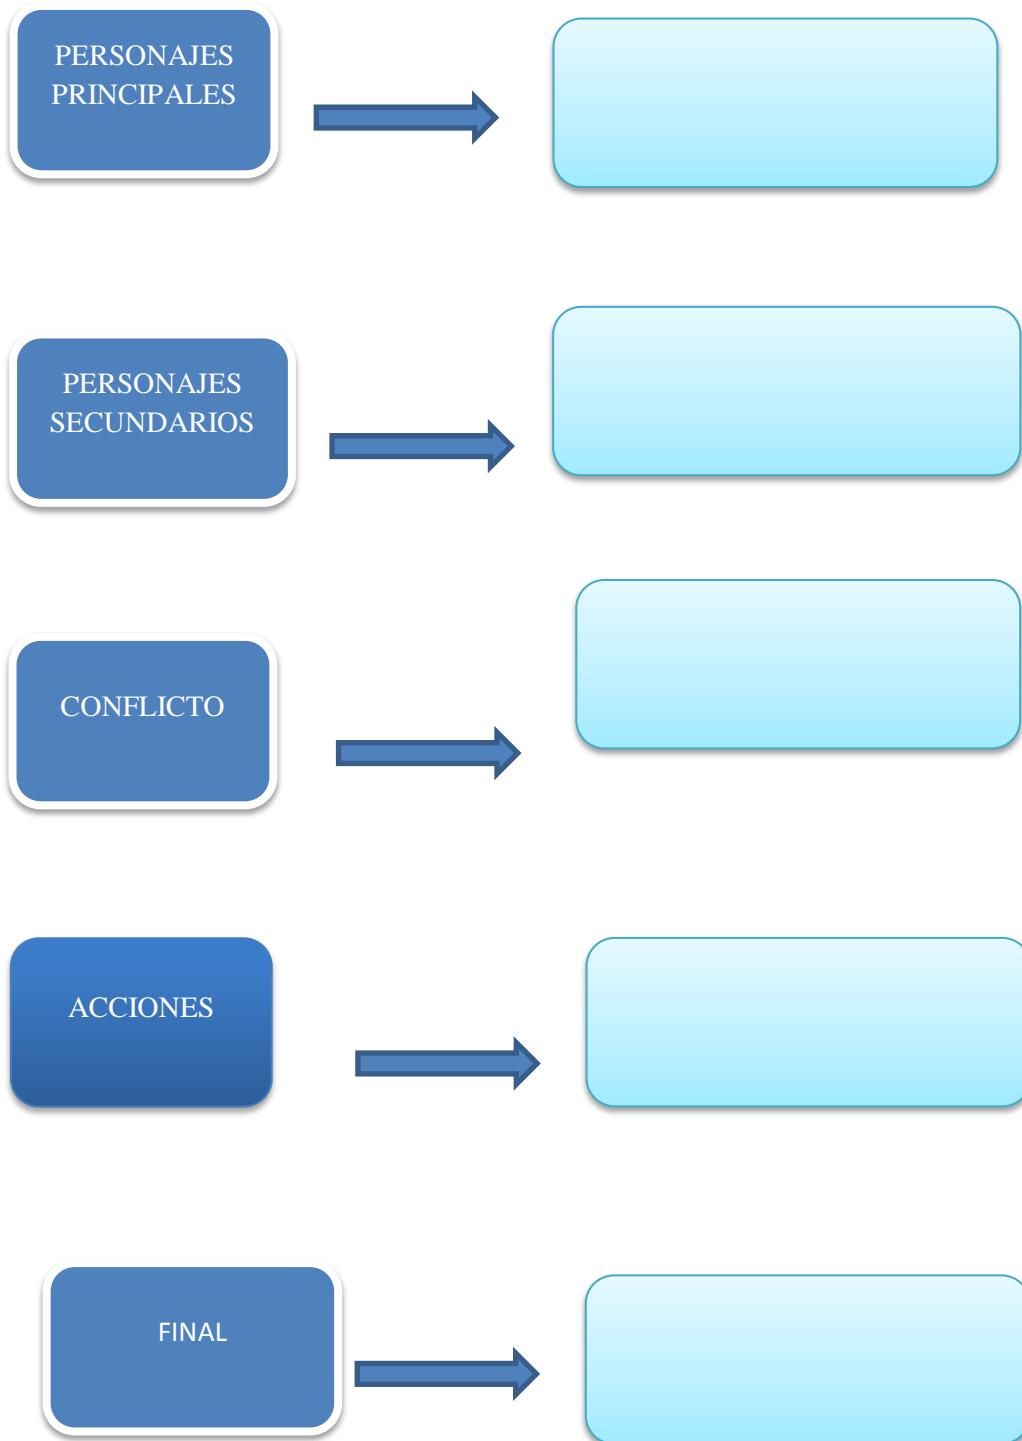 PERSONAJES
PRINCIPALES
PERSONAJES
SECUNDARIOS
CONFLICTO
ACCIONES
FINAL